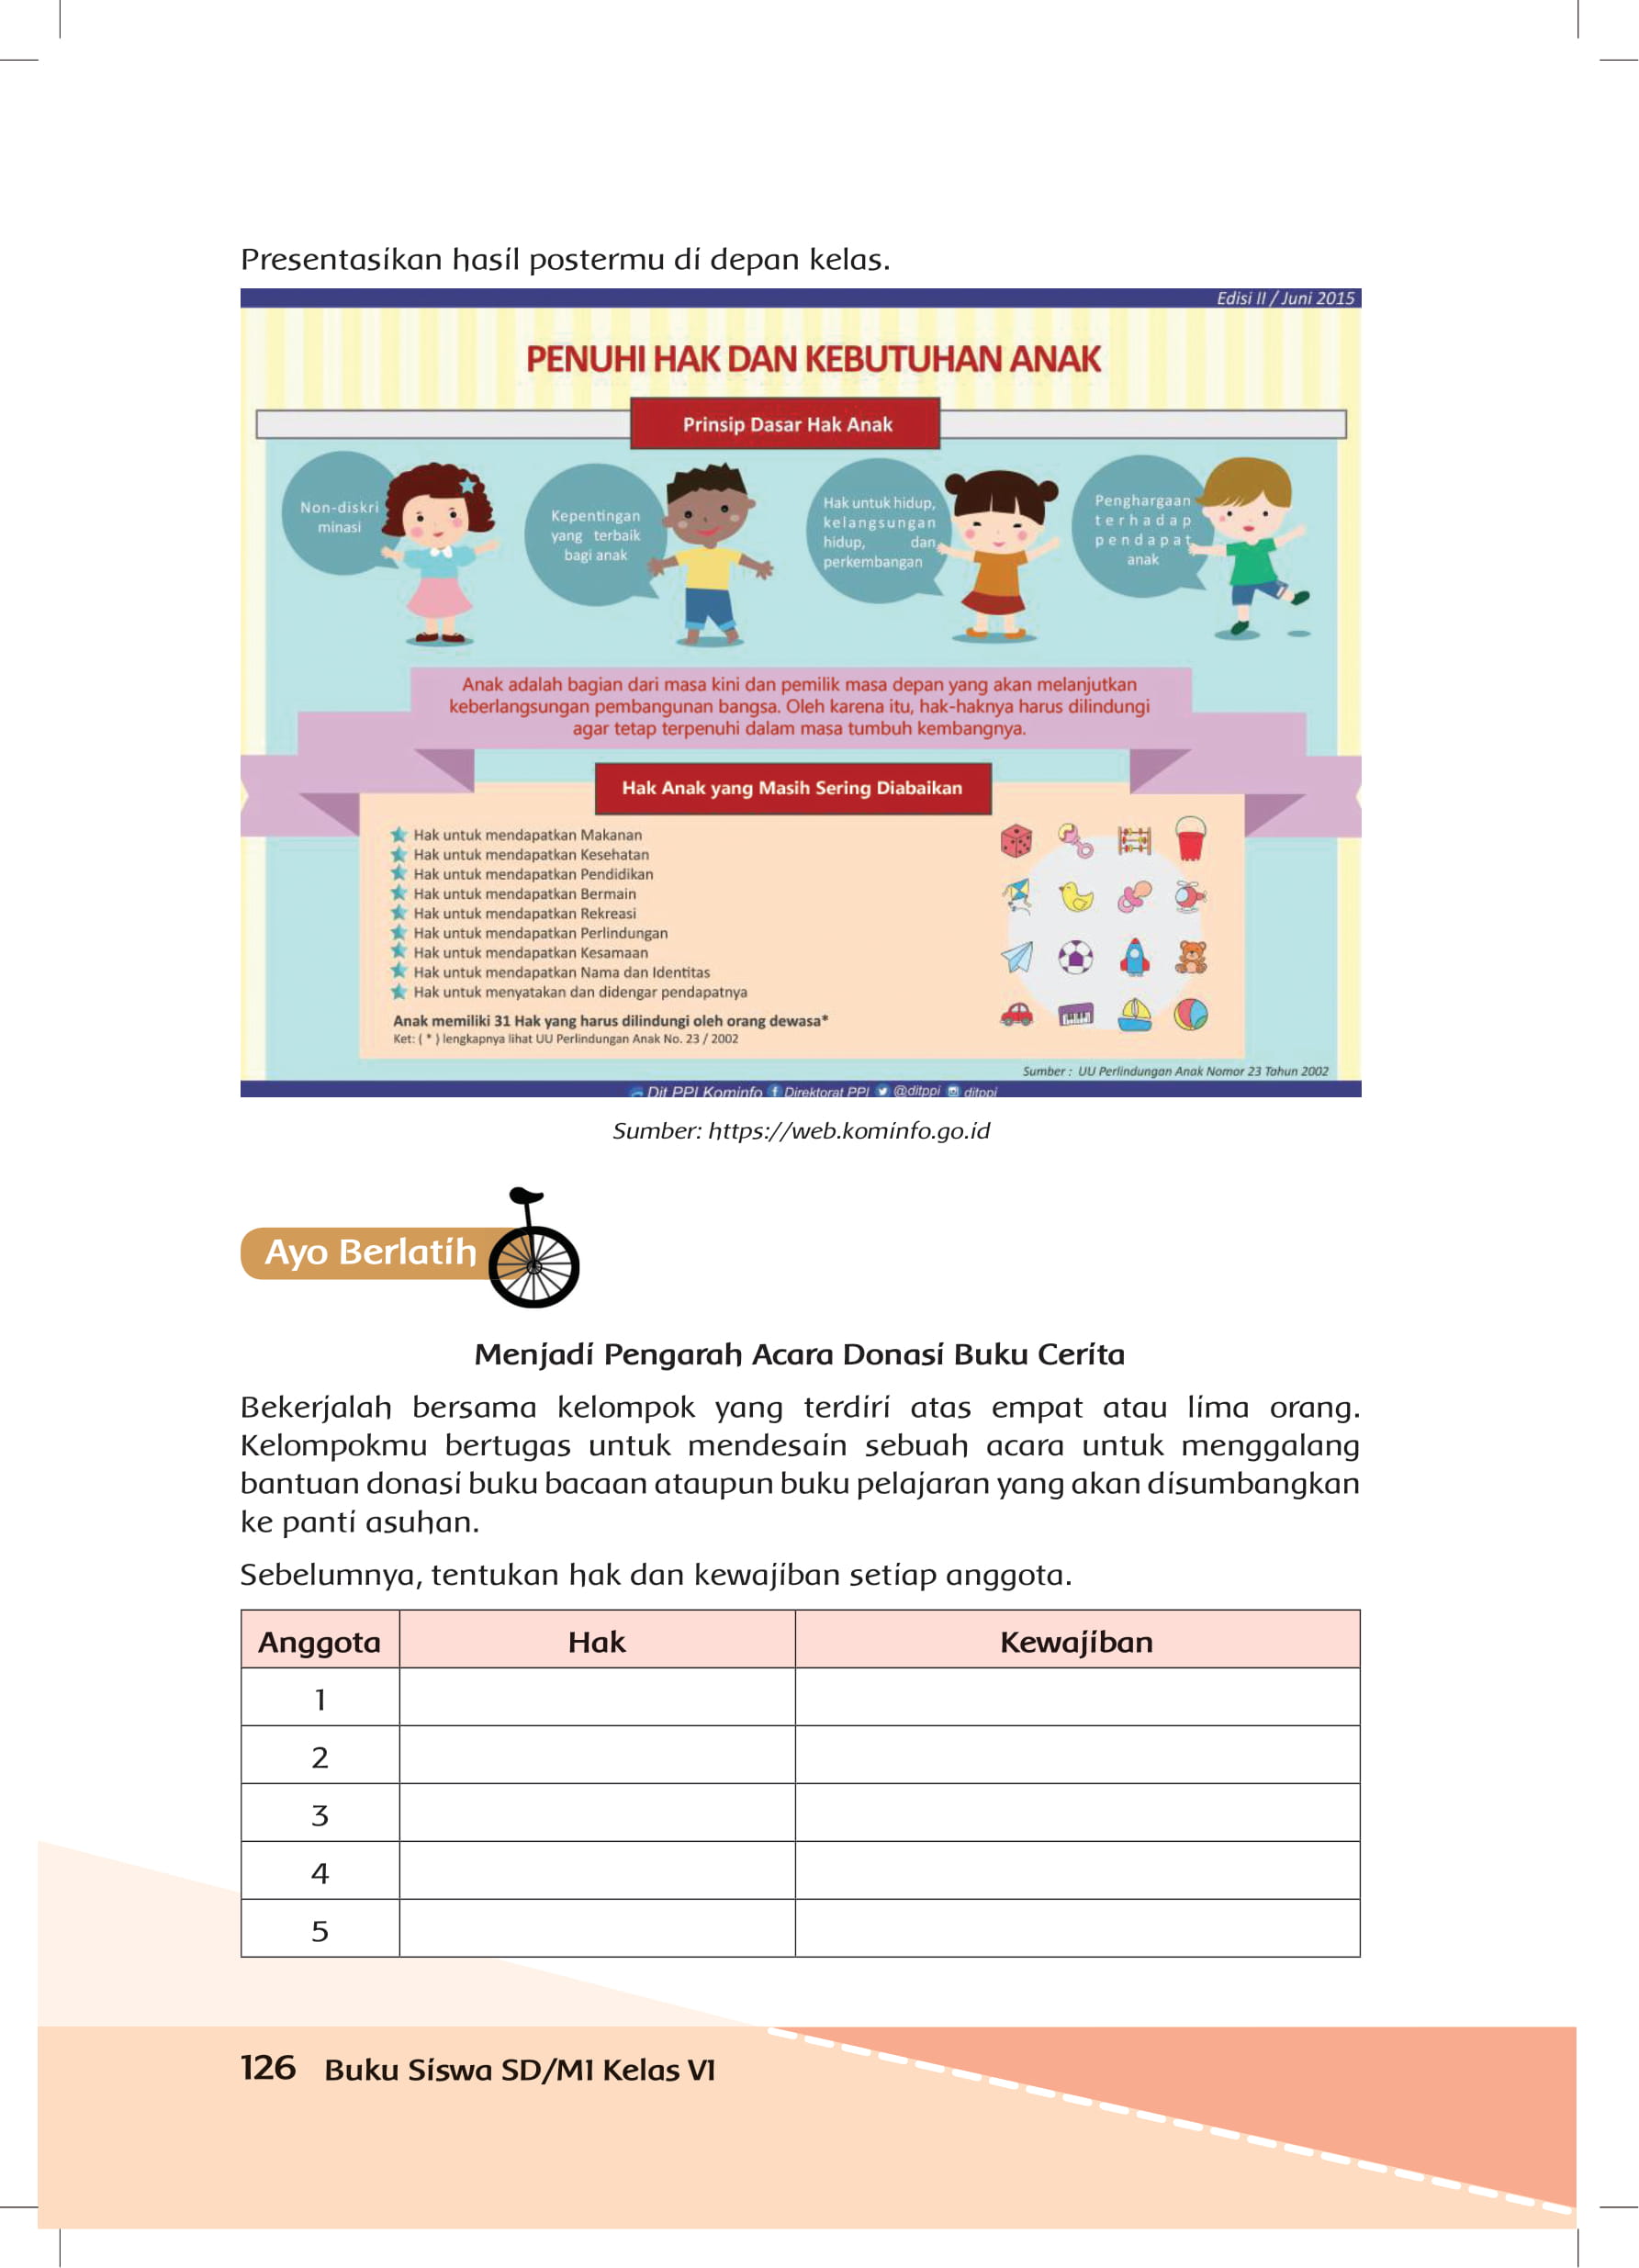 Presentasikan hasil postermu di depan kelas.
Edisi II / Juni 2015
PENUHI HAK DAN KEBUTUHAN ANAK
Prinsip Dasar Hak Anak
Non-diskri
minasi
Kepentingan
yang terbaik
bagi anak
Hak untuk hidup,
kelangsungan
hidup, dan
perkembangan
Penghargaan
terhadap
pendapat
anak
Anak adalah bagian dari masa kini dan pemilik masa depan yang akan melanjutkan
keberlangsungan pembangunan bangsa. Oleh karena itu, hak-haknya harus dilindungi
agar tetap terpenuhi dalam masa tumbuh kembangnya.
Hak Anak yang Masih Sering Diabaikan
Hak untuk mendapatkan Makanan
Hak untuk mendapatkan Kesehatan
Hak untuk mendapatkan Pendidikan
Hak untuk mendapatkan Bermain
Hak untuk mendapatkan Rekreasi
Hak untuk mendapatkan Perlindungan
Hak untuk mendapatkan Kesamaan
Hak untuk mendapatkan Nama dan Identitas
Hak untuk menyatakan dan didengar pendapatnya
Anak memiliki 31 Hak yang harus dilindungi oleh orang dewasa*
Ket: ( * ) lengkapnya lihat UU Perlindungan Anak No. 23 / 2002
Sumber : UU Perlindungan Anak Nomor 23 Tahun 2002
Dit PPI Kominfo Direktorat PPI @ditppi ditppi
Sumber: https://web.kominfo.go.id
Ayo Berlatih
Menjadi Pengarah Acara Donasi Buku Cerita
Bekerjalah bersama kelompok yang terdiri atas empat atau lima orang.
Kelompokmu bertugas untuk mendesain sebuah acara untuk menggalang
bantuan donasi buku bacaan ataupun buku pelajaran yang akan disumbangkan
ke panti asuhan.
Sebelumnya, tentukan hak dan kewajiban setiap anggota.
Anggota Hak Kewajiban
1
2
3
4
5
126 Buku Siswa SD/MI Kelas VI